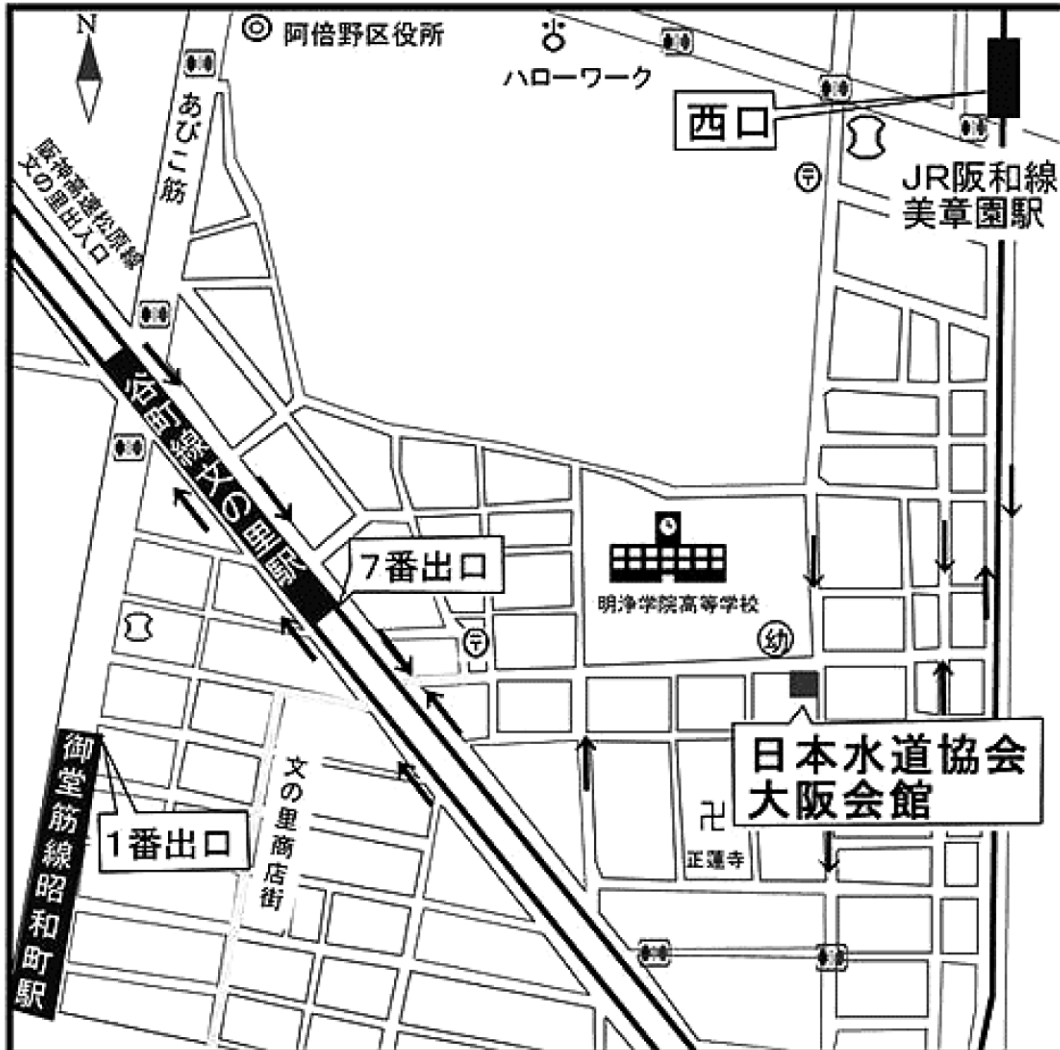 N
阿倍野区役所
ハローワーク
西口
あびこ筋
〒
JR阪和線
美章園駅
阪神高速松原線
文の里出入口
谷町線文の里駅
7番出口
明浄学院高等学校
幼
〒
日本水道協会
大阪会館
御堂筋線昭和町駅
1番出口
文の里商店街
卍
正蓮寺